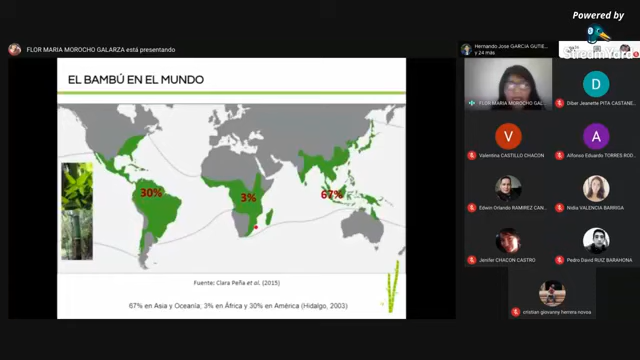 Powered by
StreamYard
FLOR MARIA MOROCHO GALARZA está presentando
Hernando Jose GARCIA GUTIE...
y 24 más
EL BAMBÚ EN EL MUNDO
30%
3%
67%
Fuente: Clara Peña et al. (2015)
67% en Asia y Oceanía, 3% en África y 30% en América (Hidalgo, 2003)
FLOR MARIA MOROCHO GAL...
D
Diber Jeanette PITA CASTANE...
V
Valentina CASTILLO CHACON
A
Alfonso Eduardo TORRES ROD...
Edwin Orlando RAMIREZ CAN...
Nidia VALENCIA BARRIGA
Jenifer CHACON CASTRO
Pedro David RUIZ BARAHONA
cristian giovanny herrera novoa